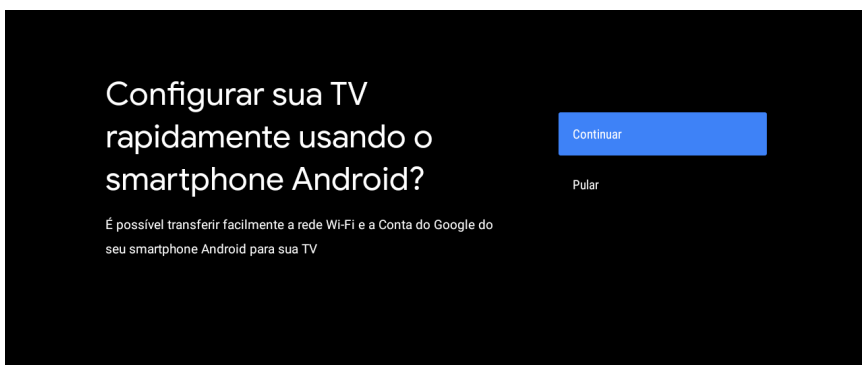 Configurar sua TV
rapidamente usando o
smartphone Android?
É possível transferir facilmente a rede Wi-Fi e a Conta do Google do
seu smartphone Android para sua TV
Continuar
Pular